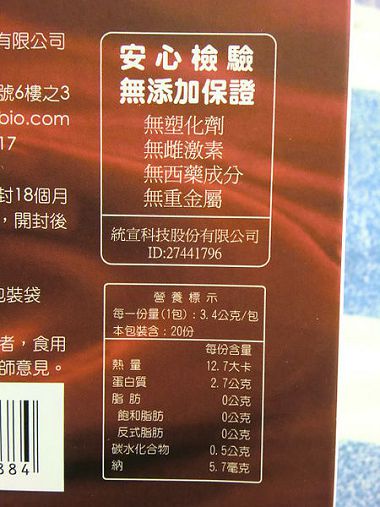 有限公司
號6樓之3
bio.com
17
封18個月
，開封後
包裝袋
者，食用
師意見。
884
安心檢驗
無添加保證
無塑化劑
無雌激素
無西藥成分
無重金屬
統宣科技股份有限公司
ID:27441796
營養標示
每一份量(1包)：3.4公克/包
本包裝含：20份
每份含量
熱量 12.7大卡
蛋白質 2.7公克
脂肪 0公克
飽和脂肪 0公克
反式脂肪 0公克
碳水化合物 0.5公克
鈉 5.7毫克